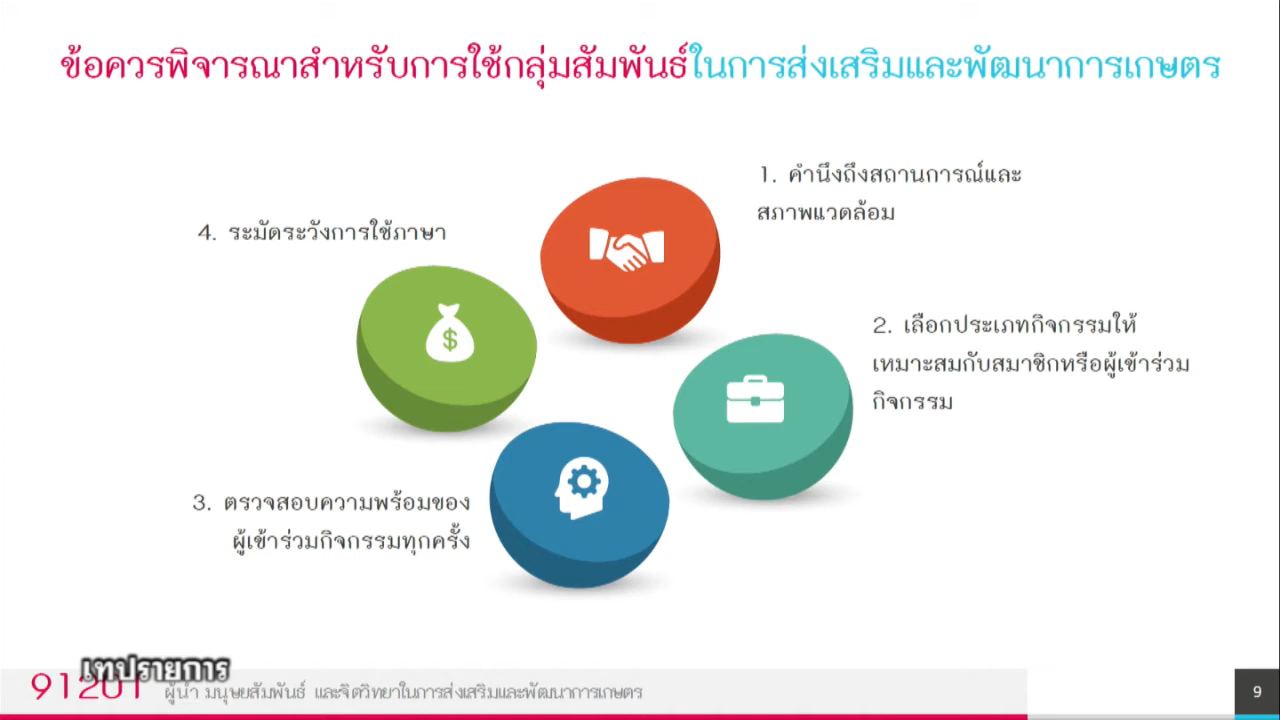 ข้อควรพิจารณาสำหรับการใช้กลุ่มสัมพันธ์ในการส่งเสริมและพัฒนาการเกษตร
1. คำนึงถึงสถานการณ์และ
สภาพแวดล้อม
2. เลือกประเภทกิจกรรมให้
เหมาะสมกับสมาชิกหรือผู้เข้าร่วม
กิจกรรม
3. ตรวจสอบความพร้อมของ
ผู้เข้าร่วมกิจกรรมทุกครั้ง
4. ระมัดระวังการใช้ภาษา
$
เทปรายการ
91201 ผู้นำ มนุษยสัมพันธ์ และจิตวิทยาในการส่งเสริมและพัฒนาการเกษตร
9